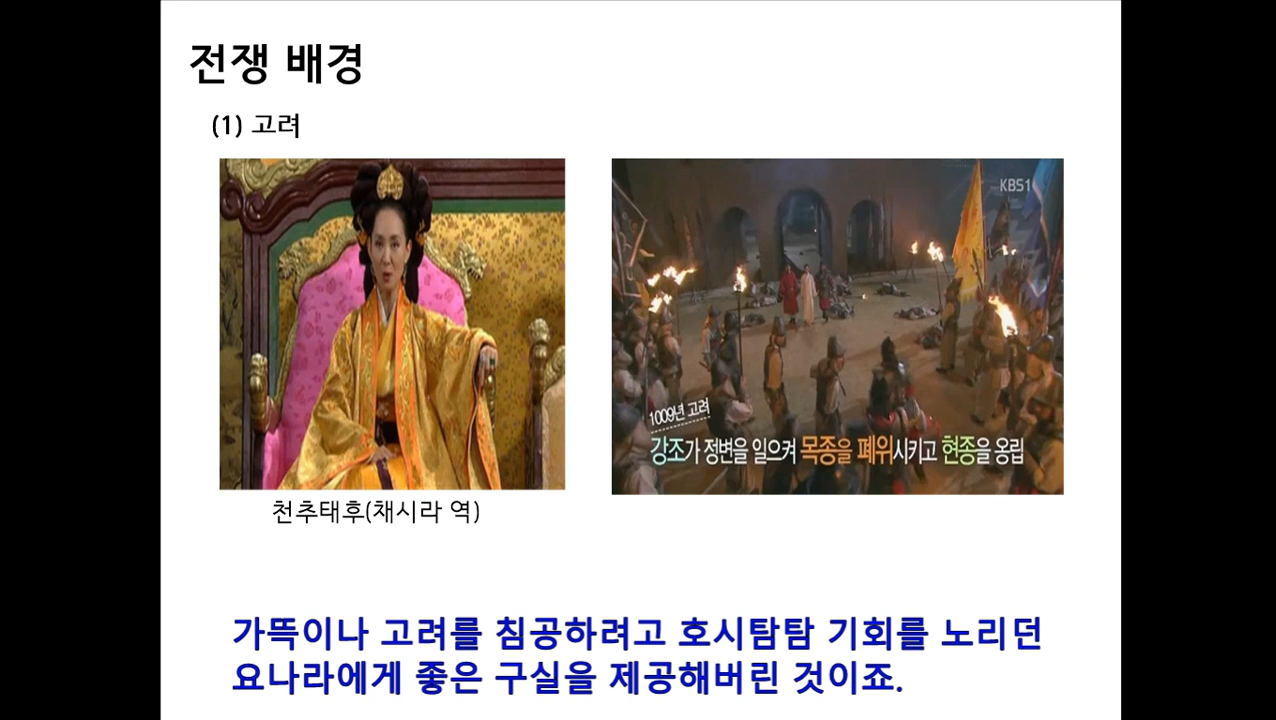 전쟁 배경
(1) 고려
KBS1
1009년 고려
강조가 정변을 일으켜 목종을 폐위시키고 현종을 옹립
천추태후(채시라 역)
가뜩이나 고려를 침공하려고 호시탐탐 기회를 노리던
요나라에게 좋은 구실을 제공해버린 것이죠.